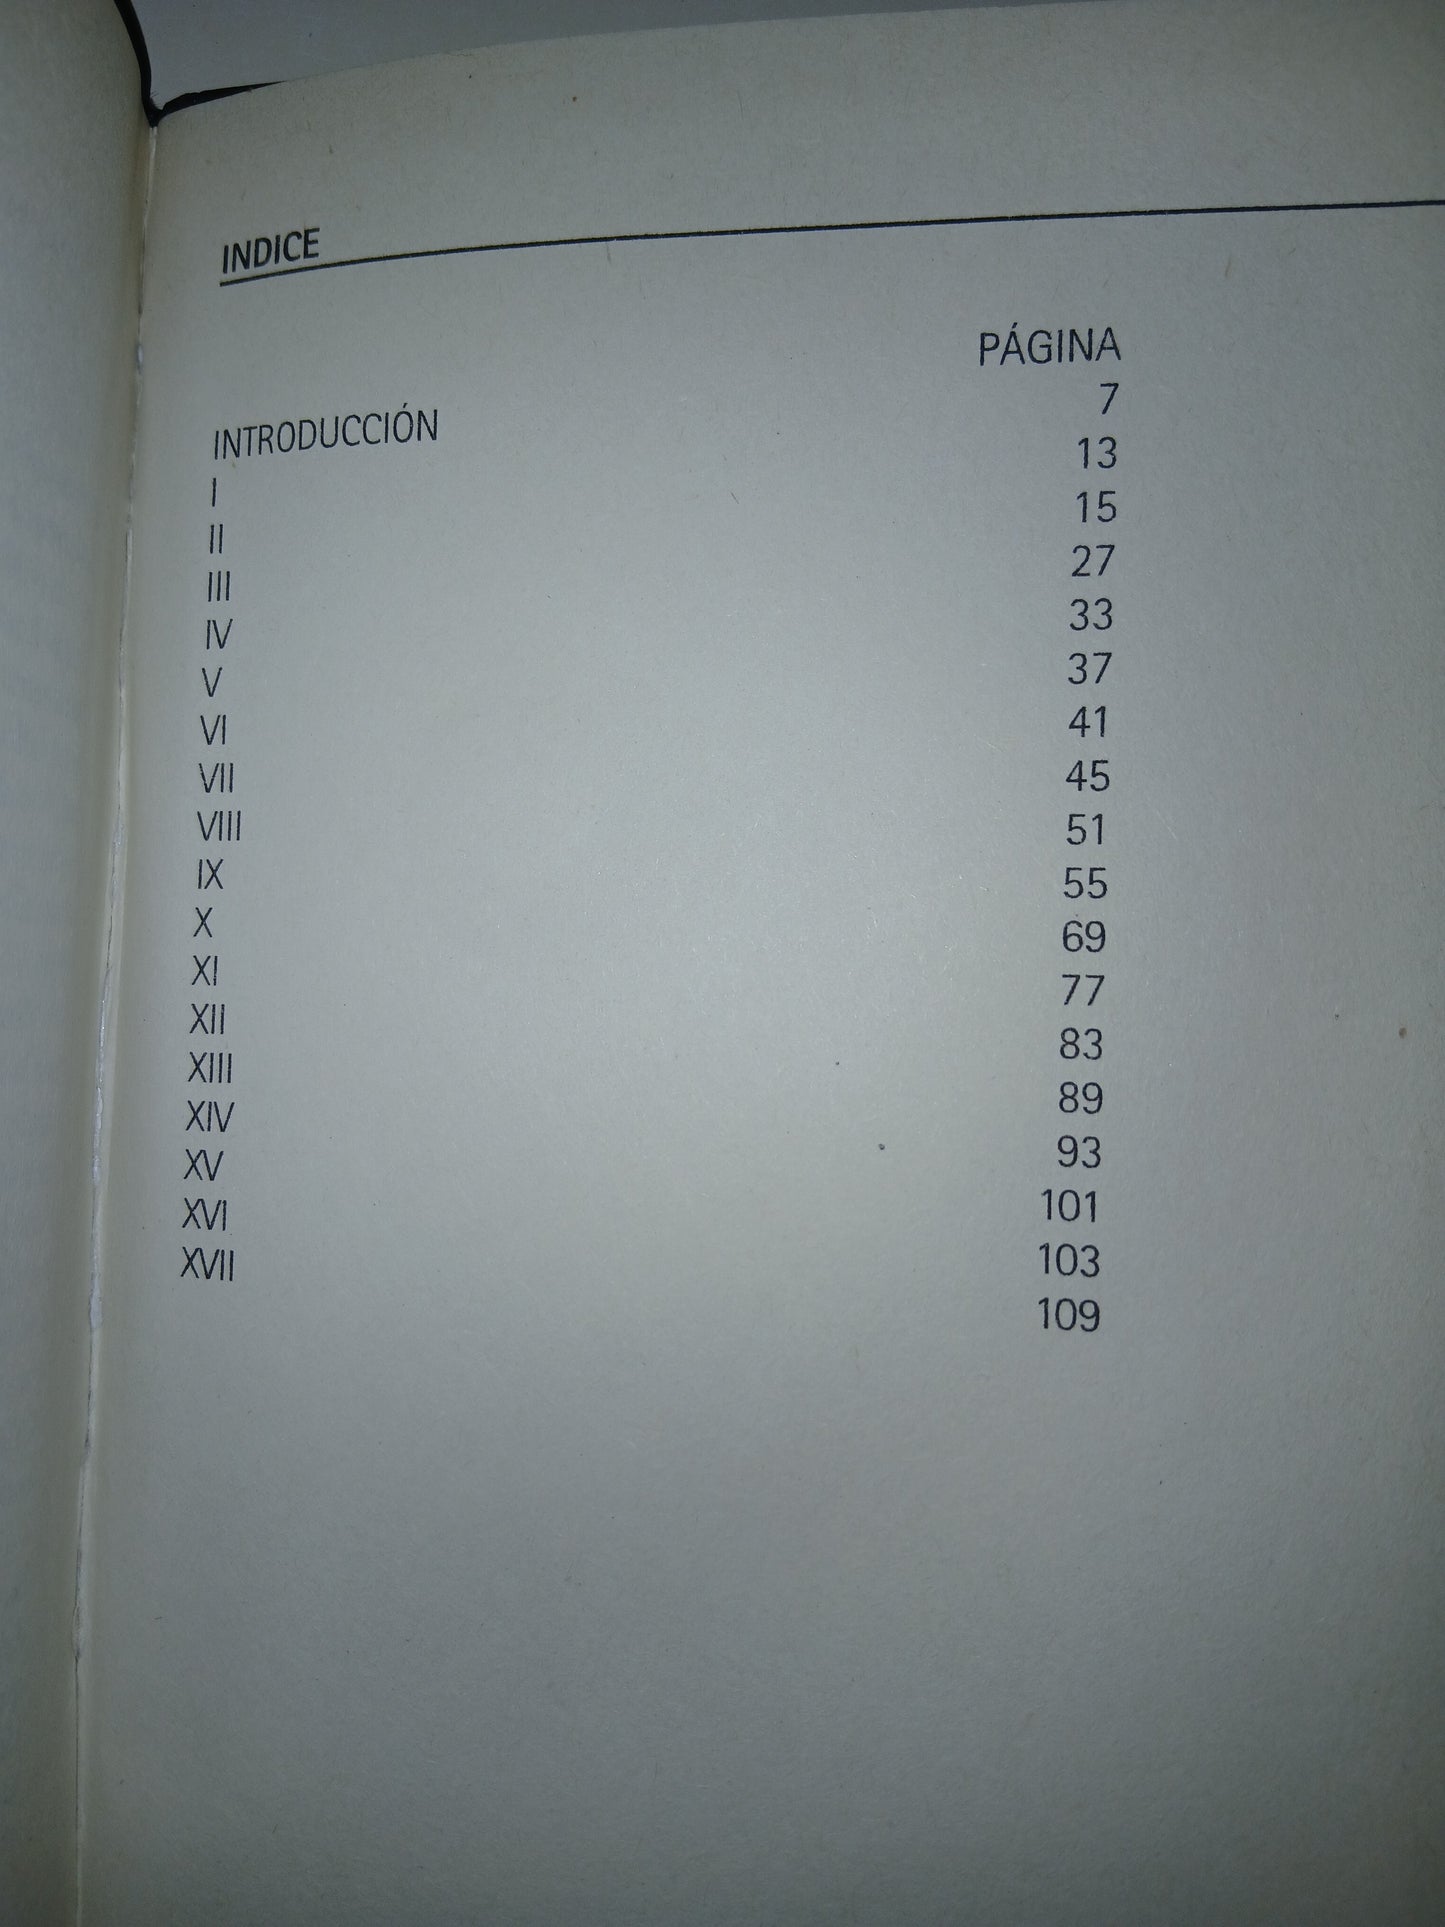 INDICE
PÁGINA
INTRODUCCIÓN 7
I 13
II 15
III 27
IV 33
V 37
VI 41
VII 45
VIII 51
IX 55
X 69
XI 77
XII 83
XIII 89
XIV 93
XV 101
XVI 103
XVII 109